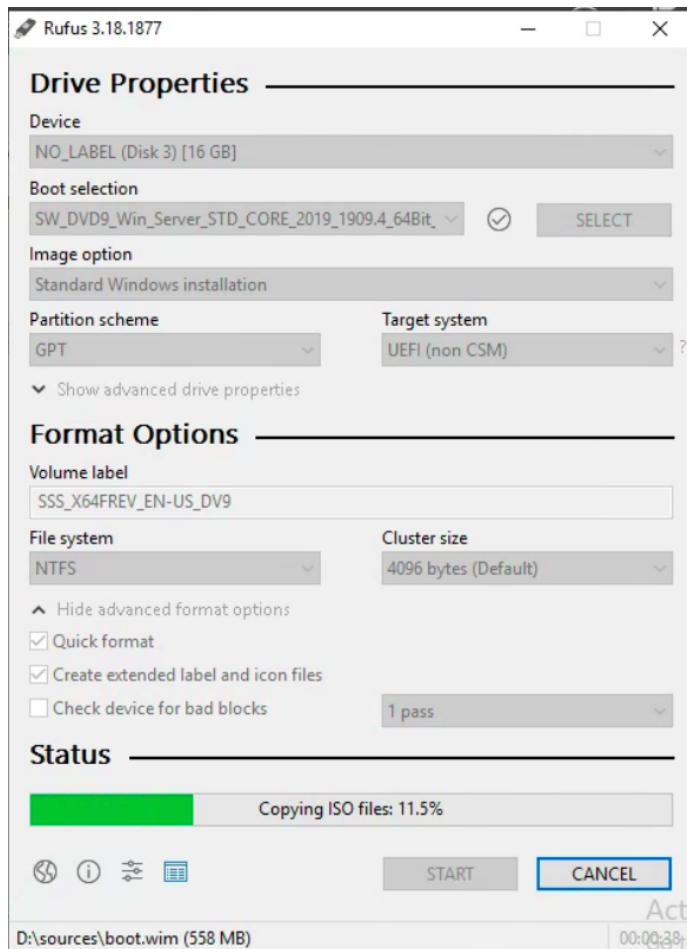 Rufus 3.18.1877
Drive Properties
Device
NO_LABEL (Disk 3) [16 GB]
Boot selection
SW_DVD9_Win_Server_STD_CORE_2019_1909.4_64Bit_
SELECT
Image option
Standard Windows installation
Partition scheme
Target system
GPT
UEFI (non CSM)
?
Show advanced drive properties
Format Options
Volume label
SSS_X64FREV_EN-US_DV9
File system
Cluster size
NTFS
4096 bytes (Default)
Hide advanced format options
Quick format
Create extended label and icon files
Check device for bad blocks
1 pass
Status
Copying ISO files: 11.5%
START
CANCEL
Act
D:\sources\boot.wim (558 MB)
00:00:38